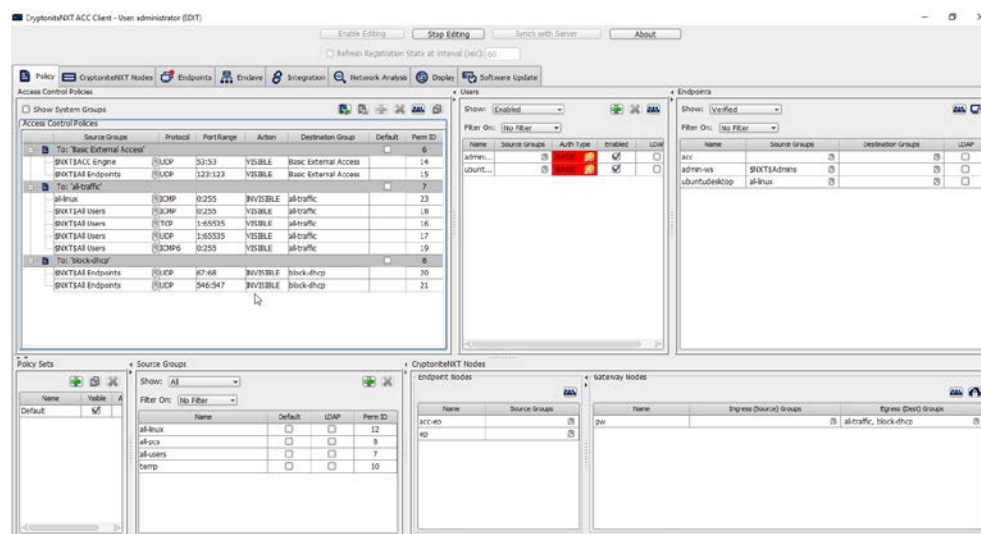 CryptoniteNXT ACC Client - User: administrator (EDIT)
Enable Editing Stop Editing Synch with Server About
Refresh Registration State at Interval (sec): 60
Policy CryptoniteNXT Nodes Endpoints Enclave Integration Network Analysis Display Software Update
Access Control Policies
Show System Groups
Access Control Policies
Source Groups Protocol Port Range Action Destination Group Default Perm ID
To: 'Basic External Access' 6
$NXT$ACC Engine UDP 53:53 VISIBLE Basic External Access 14
$NXT$All Endpoints UDP 123:123 VISIBLE Basic External Access 15
To: 'all-traffic' 7
all-linux ICMP 0:255 INVISIBLE all-traffic 23
$NXT$All Users ICMP 0:255 VISIBLE all-traffic 18
$NXT$All Users TCP 1:65535 VISIBLE all-traffic 16
$NXT$All Users UDP 1:65535 VISIBLE all-traffic 17
$NXT$All Users ICMP6 0:255 VISIBLE all-traffic 19
To: 'block-dhcp' 8
$NXT$All Endpoints UDP 67:68 INVISIBLE block-dhcp 20
$NXT$All Endpoints UDP 546:547 INVISIBLE block-dhcp 21
Users
Show: Enabled
Filter On: No Filter
Name Source Groups Auth Type Enabled LDAP
admin... BASIC
ubunt... BASIC
Endpoints
Show: Verified
Filter On: No Filter
Name Source Groups Destination Groups LDAP
acc
admin-ws $NXT$Admins
ubuntudesktop all-linux
Policy Sets
Name Visible A
Default
Source Groups
Show: All
Filter On: No Filter
Name Default LDAP Perm ID
all-linux 12
all-pcs 8
all-users 7
temp 10
CryptoniteNXT Nodes
Endpoint Nodes
Name Source Groups
acc-ep
ep
Gateway Nodes
Name Ingress (Source) Groups Egress (Dest) Groups
gw all-traffic, block-dhcp